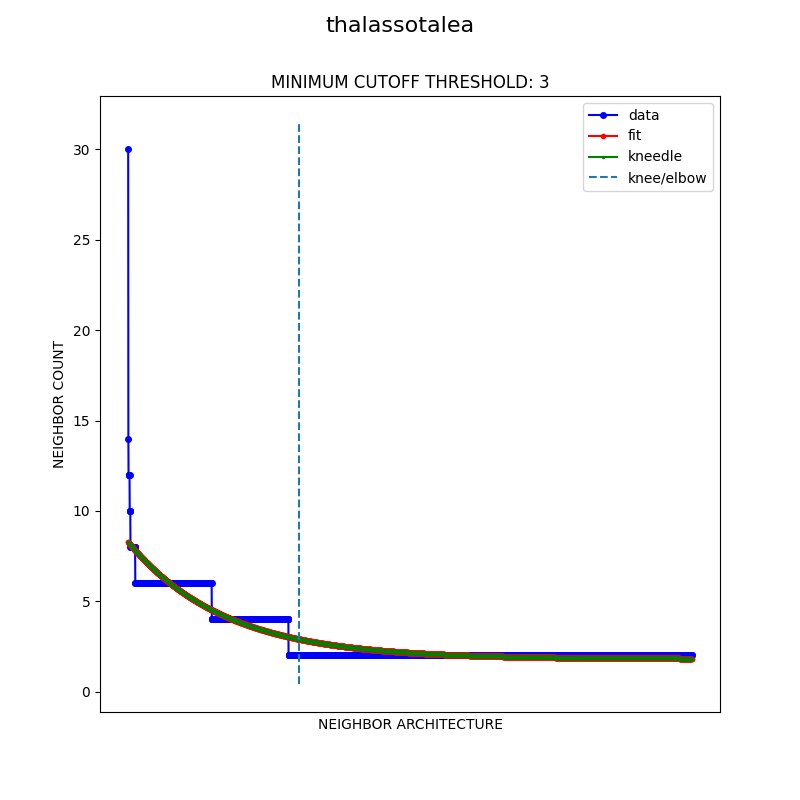 thalassotalea
MINIMUM CUTOFF THRESHOLD: 3
data
fit
kneedle
knee/elbow
30
25
20
15
10
5
0
NEIGHBOR COUNT
NEIGHBOR ARCHITECTURE